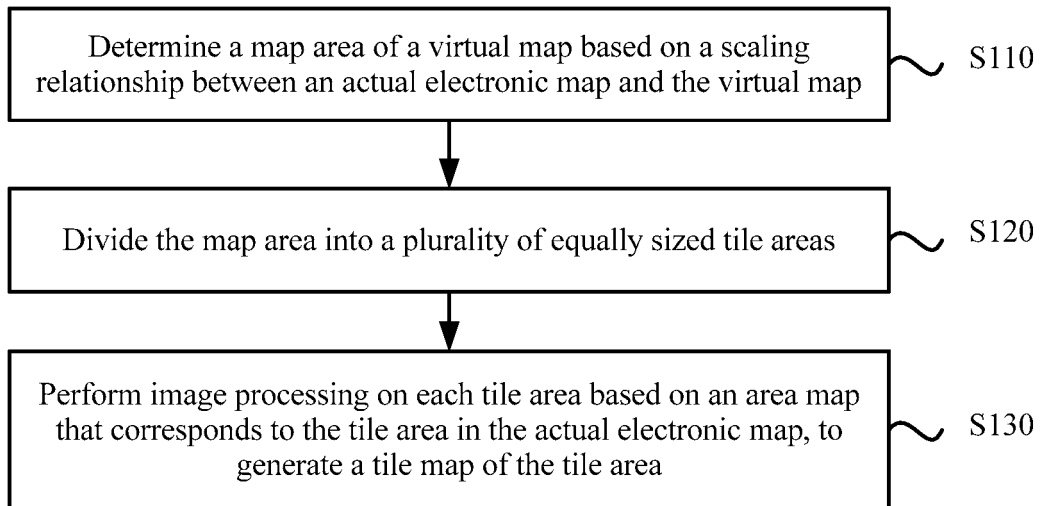 Determine a map area of a virtual map based on a scaling
relationship between an actual electronic map and the virtual map
S110
Divide the map area into a plurality of equally sized tile areas
S120
Perform image processing on each tile area based on an area map
that corresponds to the tile area in the actual electronic map, to
generate a tile map of the tile area
S130